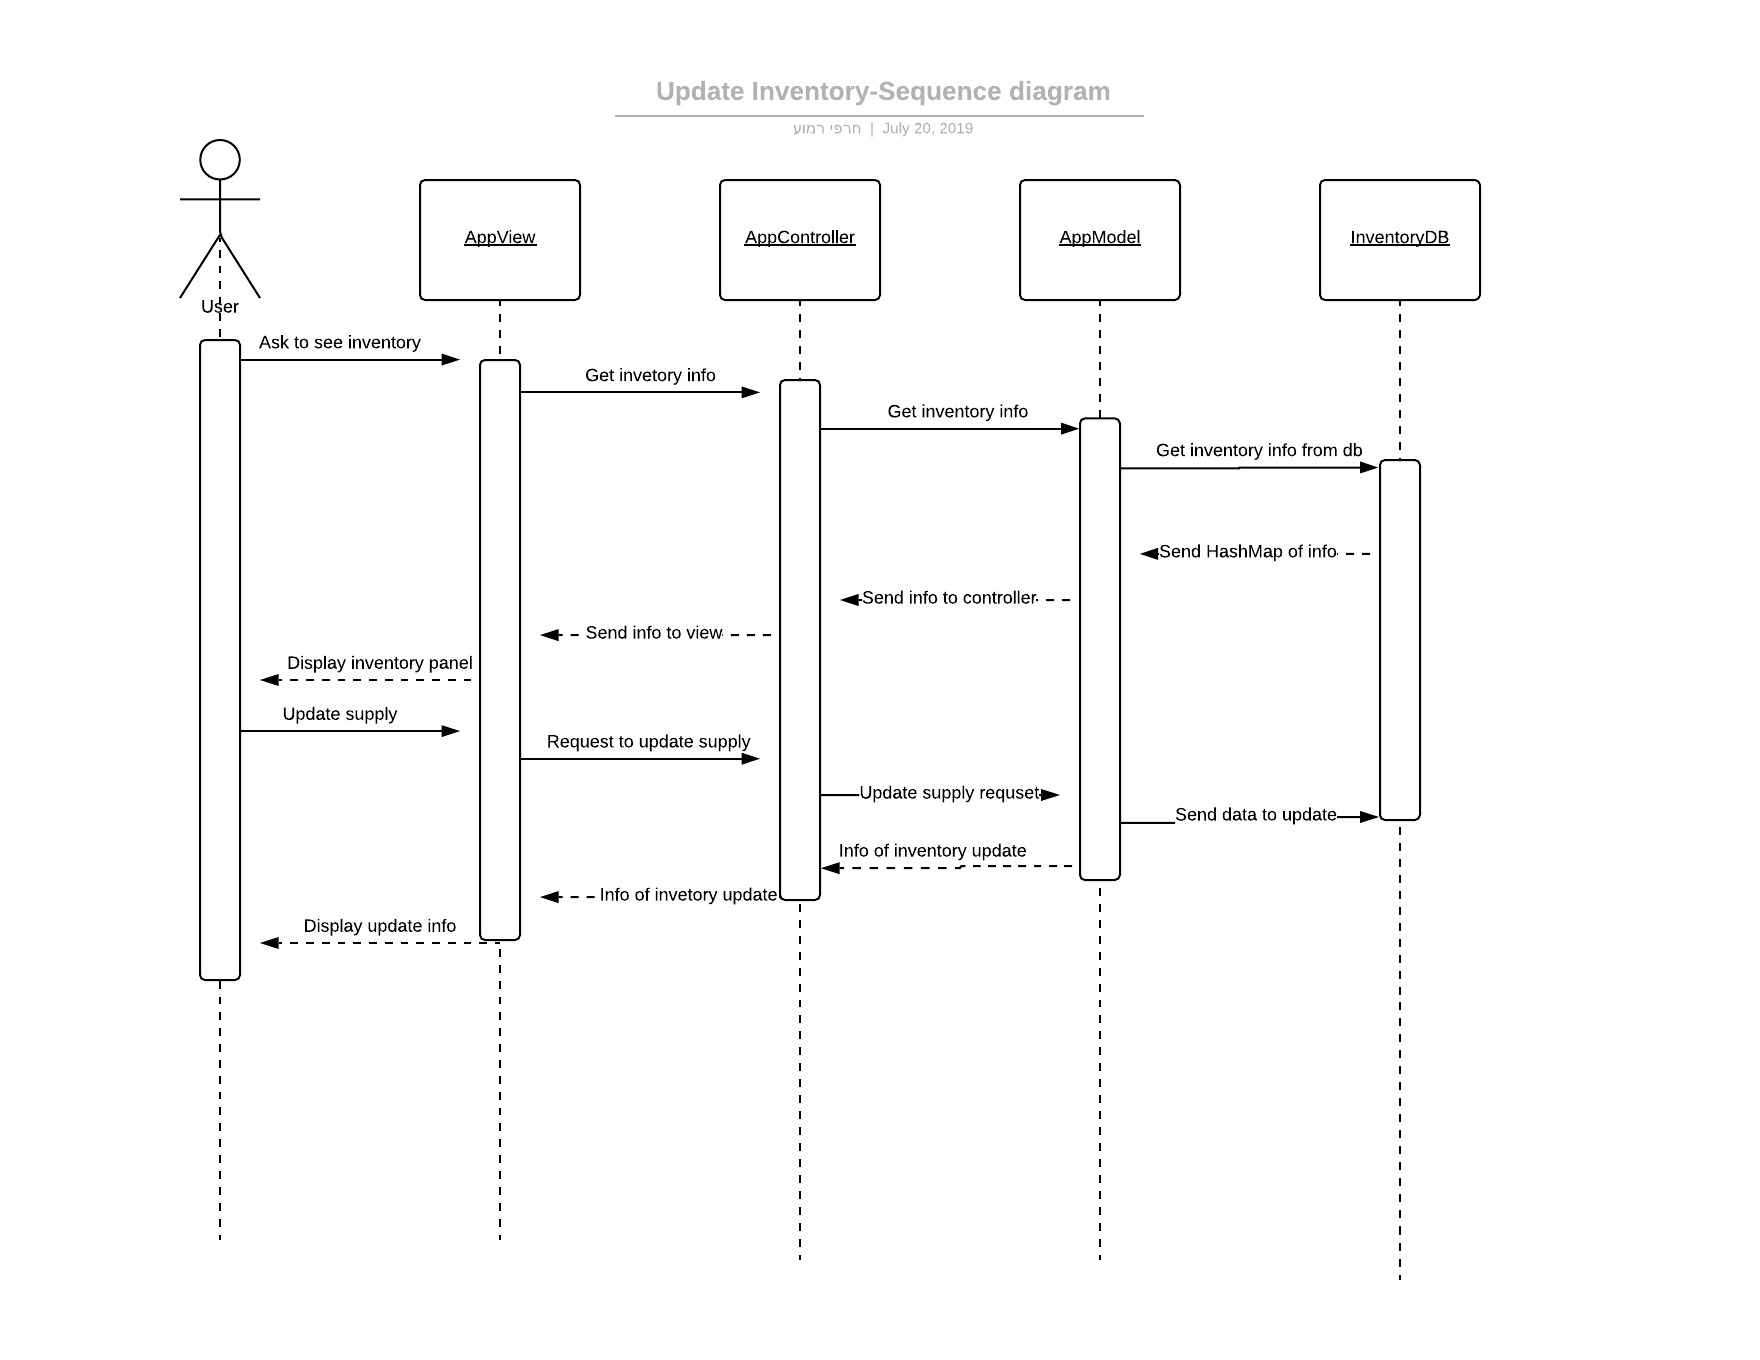 Update Inventory-Sequence diagram
חרפי רמוע | July 20, 2019
AppView
AppController
AppModel
InventoryDB
User
Ask to see inventory
Get invetory info
Get inventory info
Get inventory info from db
Send HashMap of info
Send info to controller
Send info to view
Display inventory panel
Update supply
Request to update supply
Update supply requset
Send data to update
Info of inventory update
Info of invetory update
Display update info